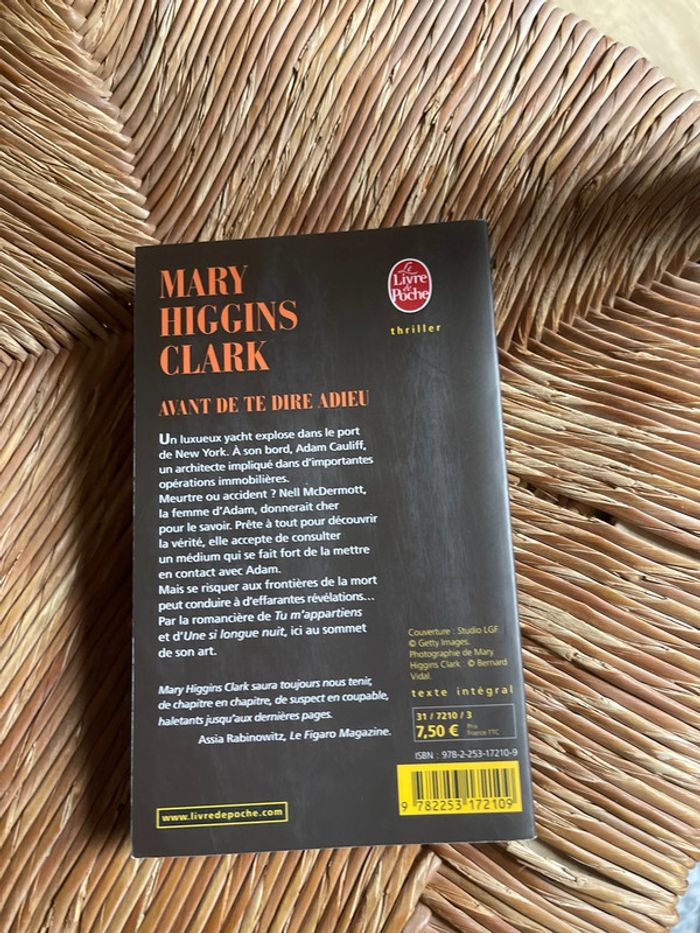 MARY
HIGGINS
CLARK
Le
Livre
de
Poche
thriller
AVANT DE TE DIRE ADIEU
Un luxueux yacht explose dans le port
de New York. À son bord, Adam Cauliff,
un architecte impliqué dans d'importantes
opérations immobilières.
Meurtre ou accident ? Nell McDermott,
la femme d'Adam, donnerait cher
pour le savoir. Prête à tout pour découvrir
la vérité, elle accepte de consulter
un médium qui se fait fort de la mettre
en contact avec Adam.
Mais se risquer aux frontières de la mort
peut conduire à d'effarantes révélations…
Par la romancière de Tu m'appartiens
et d'Une si longue nuit, ici au sommet
de son art.
Mary Higgins Clark saura toujours nous tenir,
de chapitre en chapitre, de suspect en coupable,
haletants jusqu'aux dernières pages.
Assia Rabinowitz, Le Figaro Magazine.
www.livredepoche.com
Couverture : Studio LGF
© Getty Images.
Photographie de Mary
Higgins Clark : © Bernard
Vidal.
texte intégral
31 / 7210 / 3
7,50 € Prix
France TTC
ISBN : 978-2-253-17210-9
9 782253 172109